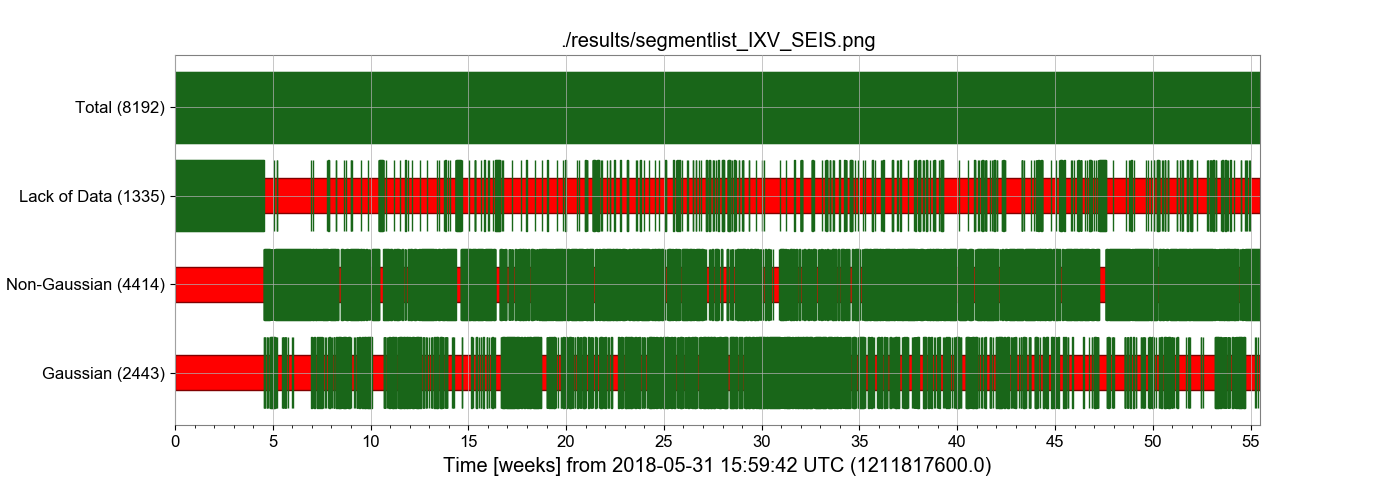 ./results/segmentlist_IXV_SEIS.png
Total (8192)
Lack of Data (1335)
Non-Gaussian (4414)
Gaussian (2443)
0 5 10 15 20 25 30 35 40 45 50 55
Time [weeks] from 2018-05-31 15:59:42 UTC (1211817600.0)